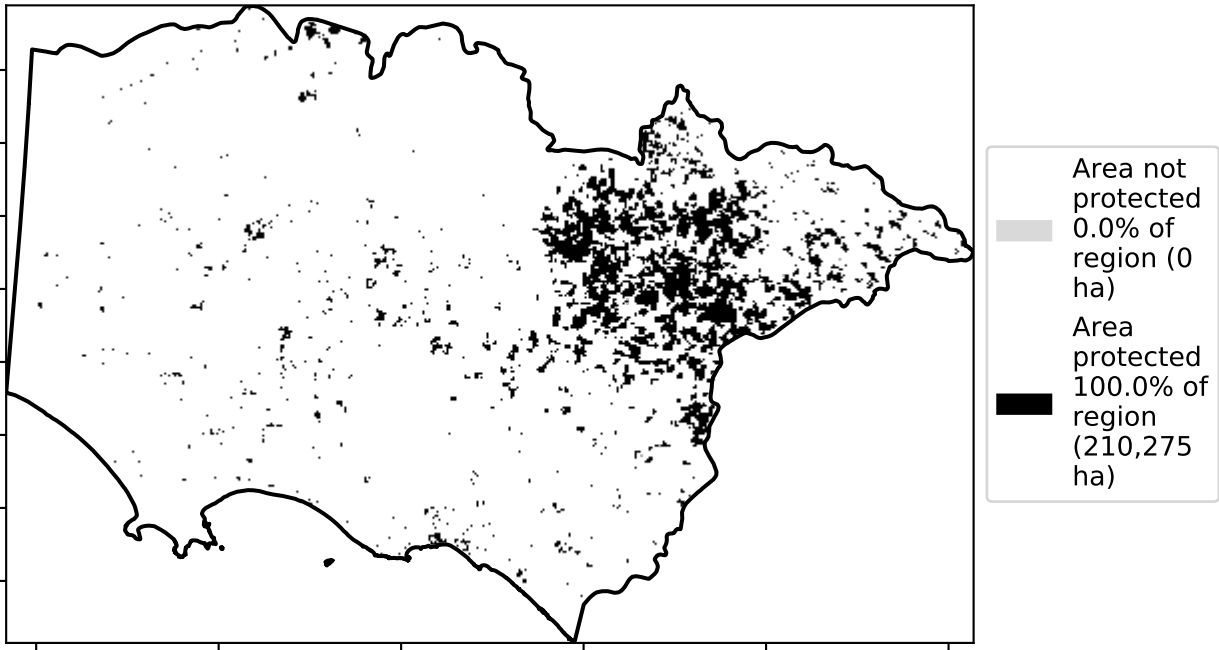 Area not
protected
0.0% of
region (0
ha)
Area
protected
100.0% of
region
(210,275
ha)